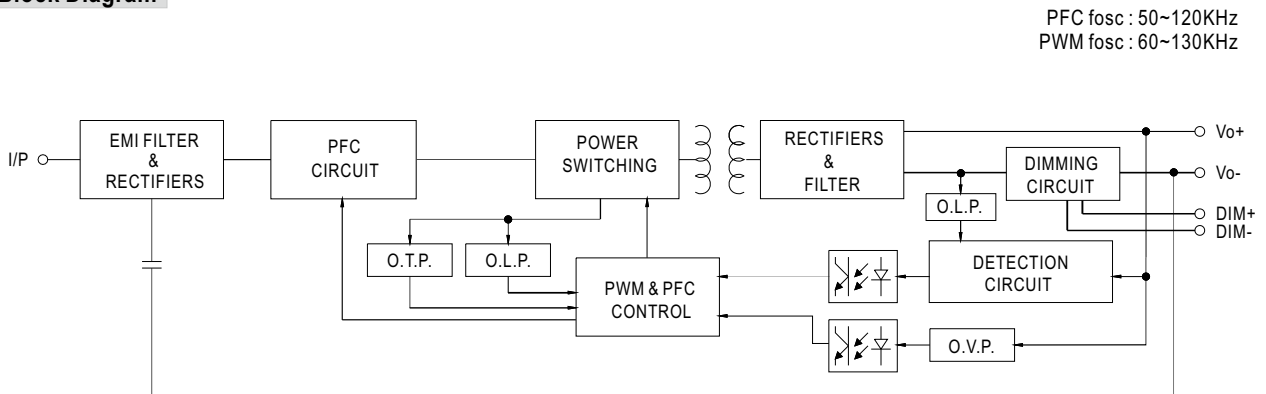 Block Diagram
PFC fosc : 50~120KHz
PWM fosc : 60~130KHz
I/P
EMI FILTER
&
RECTIFIERS
PFC
CIRCUIT
POWER
SWITCHING
RECTIFIERS
&
FILTER
DIMMING
CIRCUIT
Vo+
Vo-
DIM+
DIM-
O.L.P.
O.T.P.
O.L.P.
PWM & PFC
CONTROL
DETECTION
CIRCUIT
O.V.P.